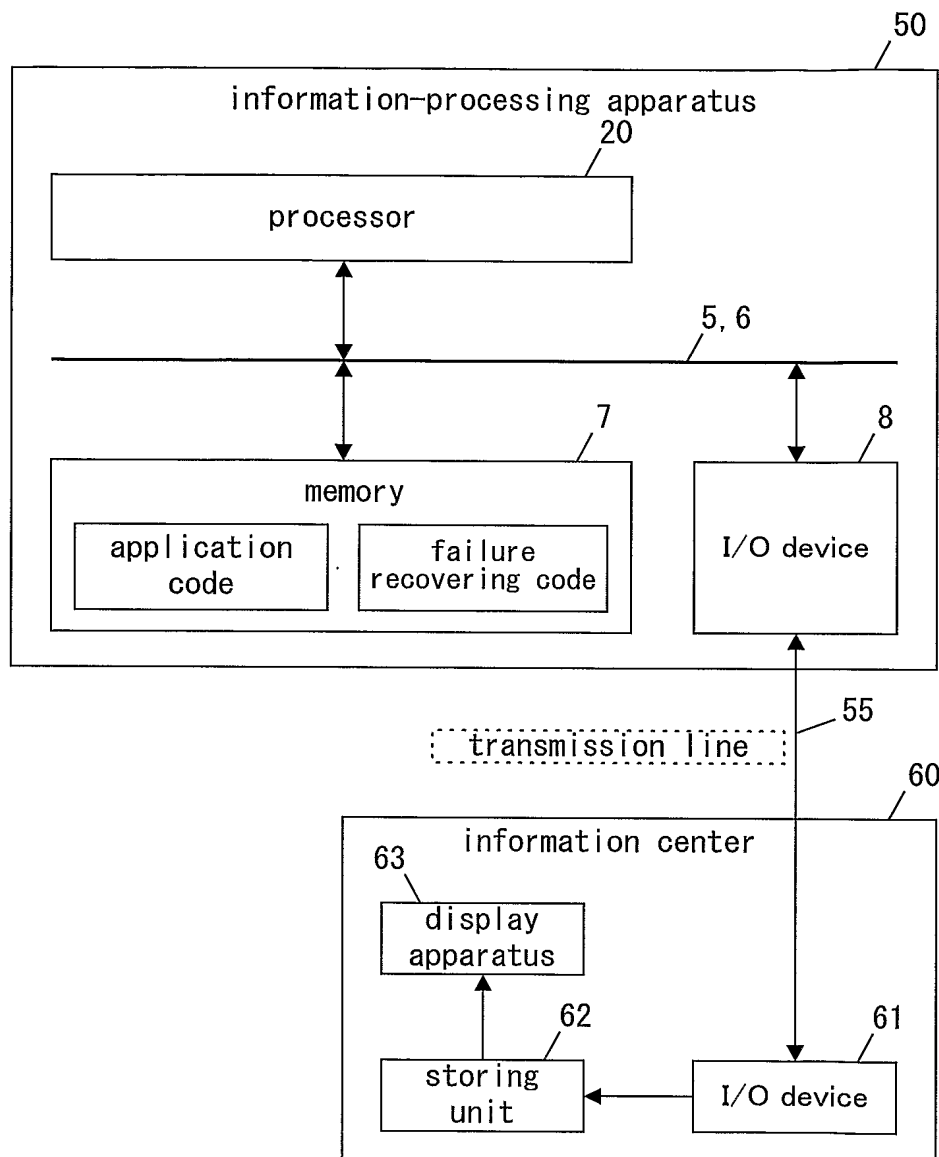 50
information-processing apparatus
20
processor
5, 6
7
8
memory
application
code
failure
recovering code
I/O device
55
transmission line
60
information center
63
display
apparatus
62
61
storing
unit
I/O device